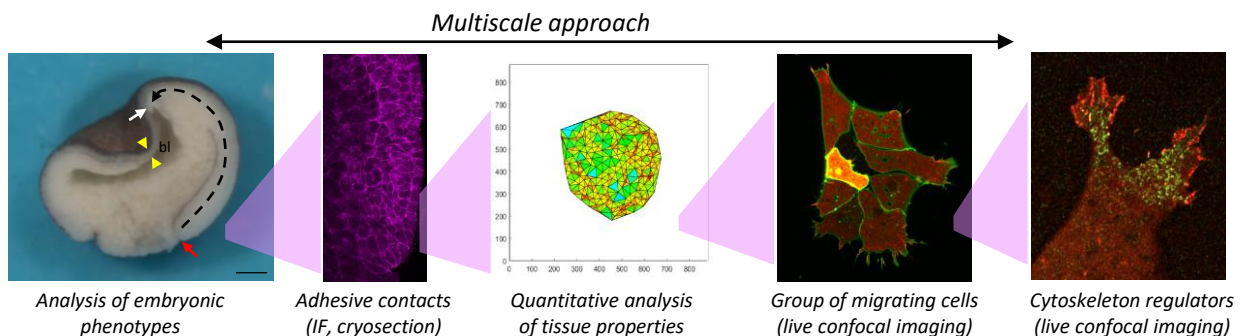 Multiscale approach
bl
800
700
600
500
400
300
200
100
0
0 100 200 300 400 500 600 700 800
Analysis of embryonic
phenotypes
Adhesive contacts
(IF, cryosection)
Quantitative analysis
of tissue properties
Group of migrating cells
(live confocal imaging)
Cytoskeleton regulators
(live confocal imaging)